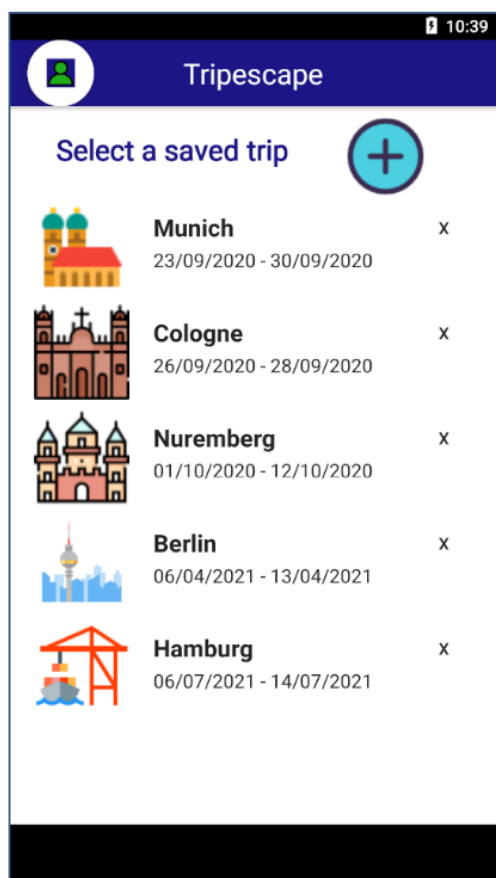 10:39
Tripescape
Select a saved trip
Munich x
23/09/2020 - 30/09/2020
Cologne x
26/09/2020 - 28/09/2020
Nuremberg x
01/10/2020 - 12/10/2020
Berlin x
06/04/2021 - 13/04/2021
Hamburg x
06/07/2021 - 14/07/2021